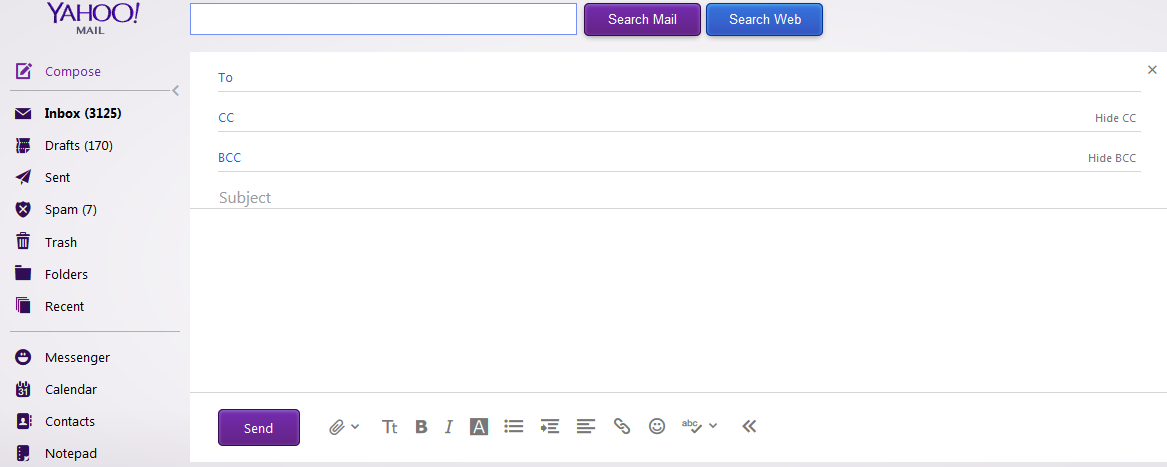 YAHOO!
MAIL
Search Mail
Search Web
Compose
Inbox (3125)
Drafts (170)
Sent
Spam (7)
Trash
Folders
Recent
Messenger
31
Calendar
Contacts
Notepad
To
CC
Hide CC
BCC
Hide BCC
Subject
Send
Tt
B
I
A
abc